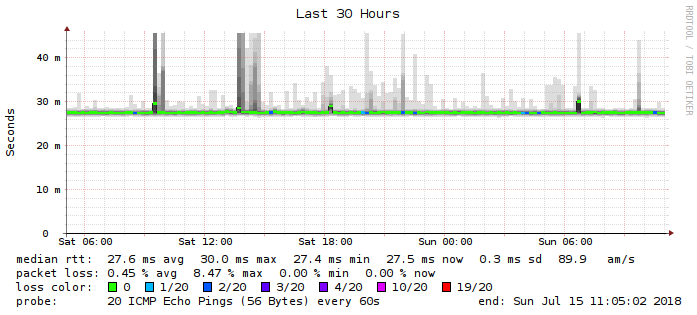 Last 30 Hours
RRDTOOL / TOBI OETIKER
Seconds
40 m
30 m
20 m
10 m
0
Sat 06:00 Sat 12:00 Sat 18:00 Sun 00:00 Sun 06:00
median rtt: 27.6 ms avg 30.0 ms max 27.4 ms min 27.5 ms now 0.3 ms sd 89.9 am/s
packet loss: 0.45 % avg 8.47 % max 0.00 % min 0.00 % now
loss color: 0 1/20 2/20 3/20 4/20 10/20 19/20
probe: 20 ICMP Echo Pings (56 Bytes) every 60s end: Sun Jul 15 11:05:02 2018